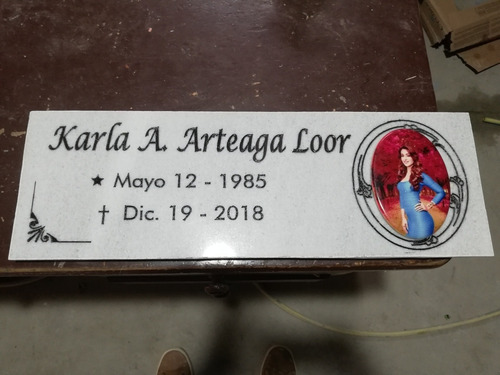 Karla A. Arteaga Loor
★ Mayo 12 - 1985
† Dic. 19 - 2018